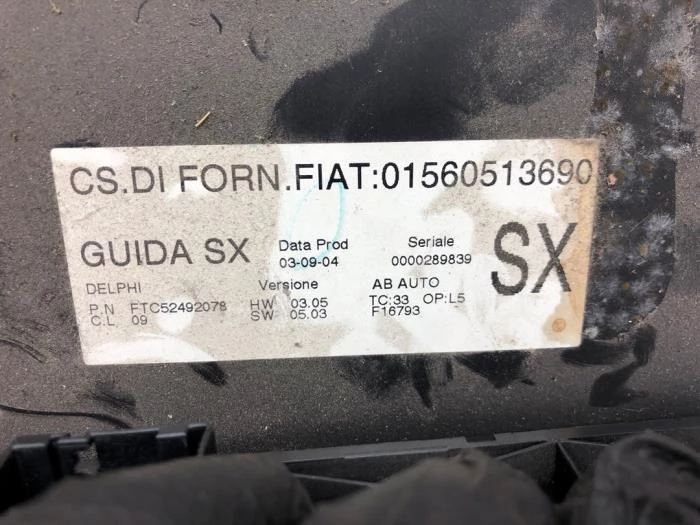 CS.DI FORN.FIAT:01560513690
GUIDA SX
Data Prod
03-09-04
Seriale
0000289839
SX
DELPHI
P.N FTC52492078
C.L 09
Versione
HW 03.05
SW 05.03
AB AUTO
TC:33 OP:L5
F16793